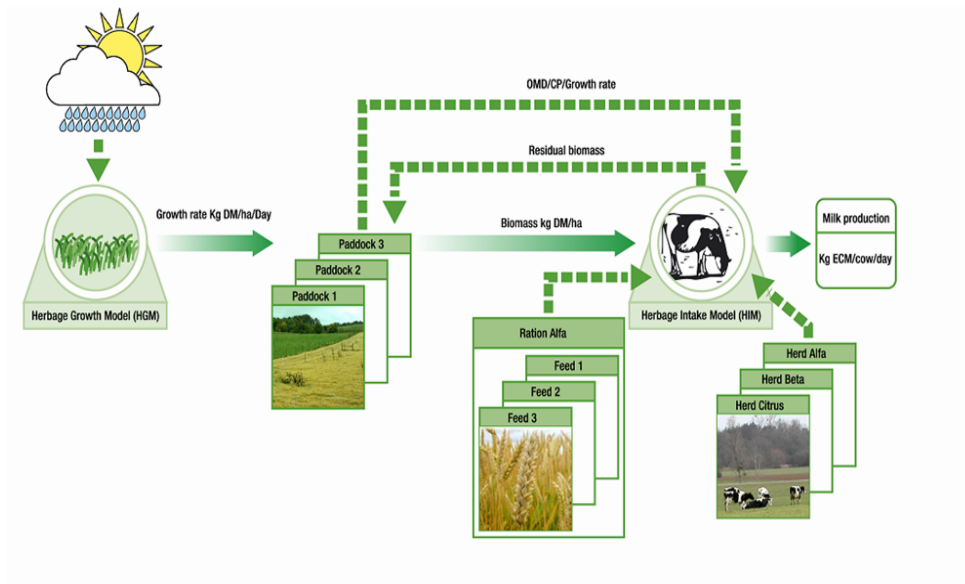 OMD/CP/Growth rate
Residual biomass
Growth rate Kg DM/ha/Day
Biomass kg DM/ha
Milk production
Kg ECM/cow/day
Paddock 3
Paddock 2
Paddock 1
Herbage Growth Model (HGM)
Herbage Intake Model (HIM)
Ration Alfa
Feed 1
Feed 2
Feed 3
Herd Alfa
Herd Beta
Herd Citrus